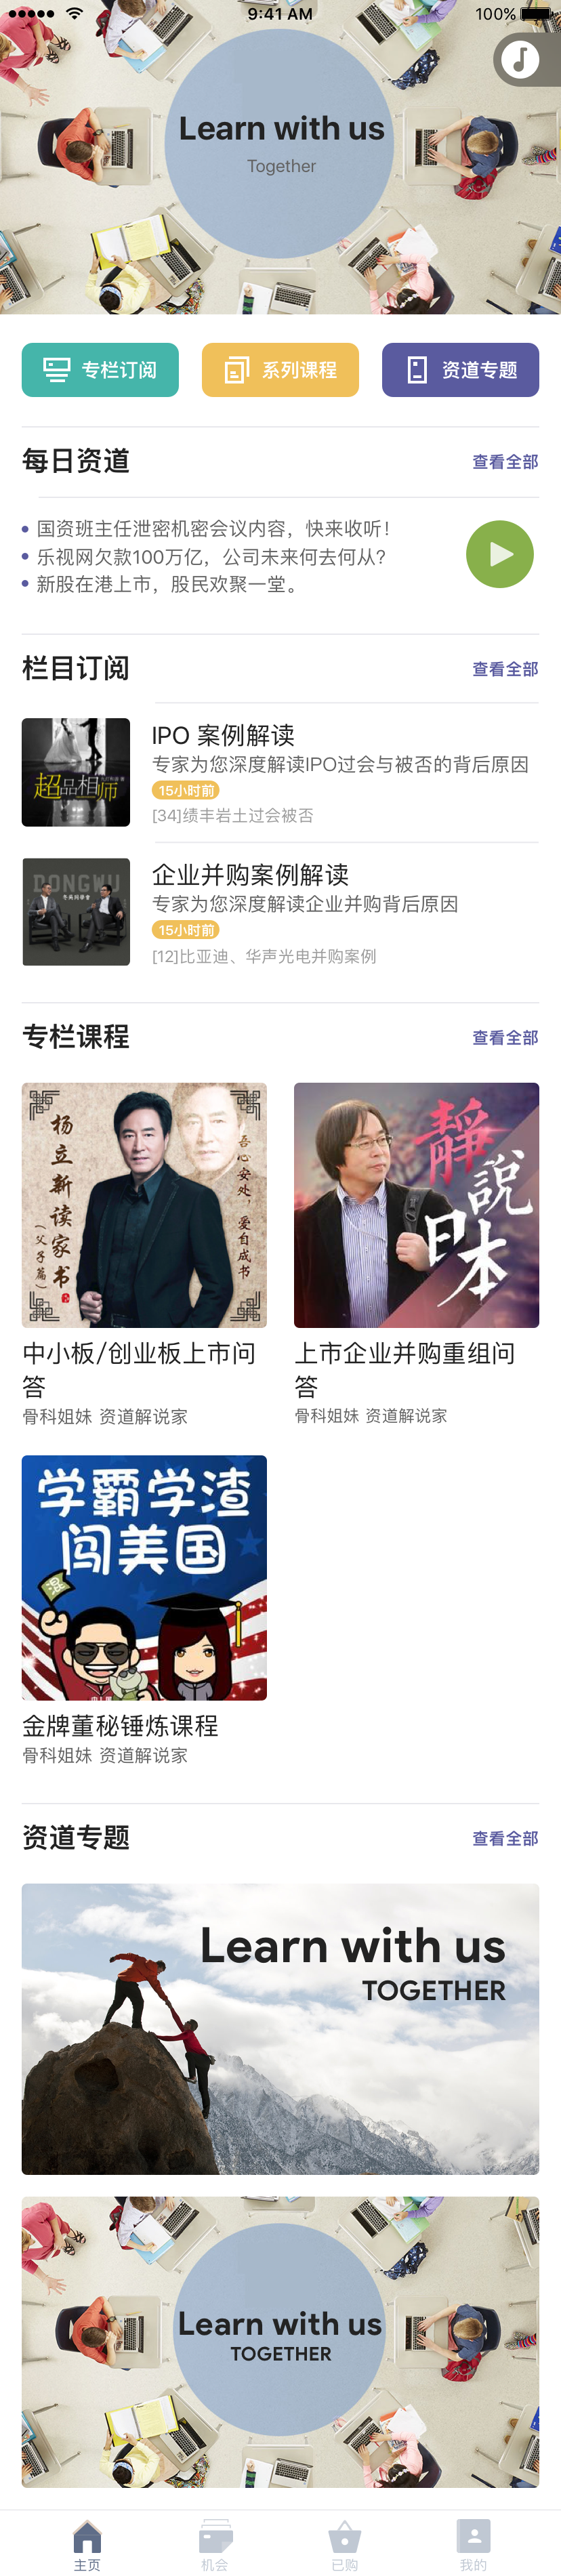 9:41 AM
100%
Learn with us
Together
专栏订阅
系列课程
资道专题
每日资道
查看全部
国资班主任泄密机密会议内容，快来收听！
乐视网欠款100万亿，公司未来何去何从？
新股在港上市，股民欢聚一堂。
栏目订阅
查看全部
超品相师
IPO 案例解读
专家为您深度解读IPO过会与被否的背后原因
15小时前
[34]绩丰岩土过会被否
DONGWU
企业并购案例解读
专家为您深度解读企业并购背后原因
15小时前
[12]比亚迪、华声光电并购案例
专栏课程
查看全部
杨立新读家书
（父子篇）
吾心安处，爱自成书
靜說日本
中小板/创业板上市问
答
骨科姐妹 资道解说家
上市企业并购重组问
答
骨科姐妹 资道解说家
学霸学渣
闯美国
混
金牌董秘锤炼课程
骨科姐妹 资道解说家
资道专题
查看全部
Learn with us
TOGETHER
Learn with us
TOGETHER
主页
机会
已购
我的